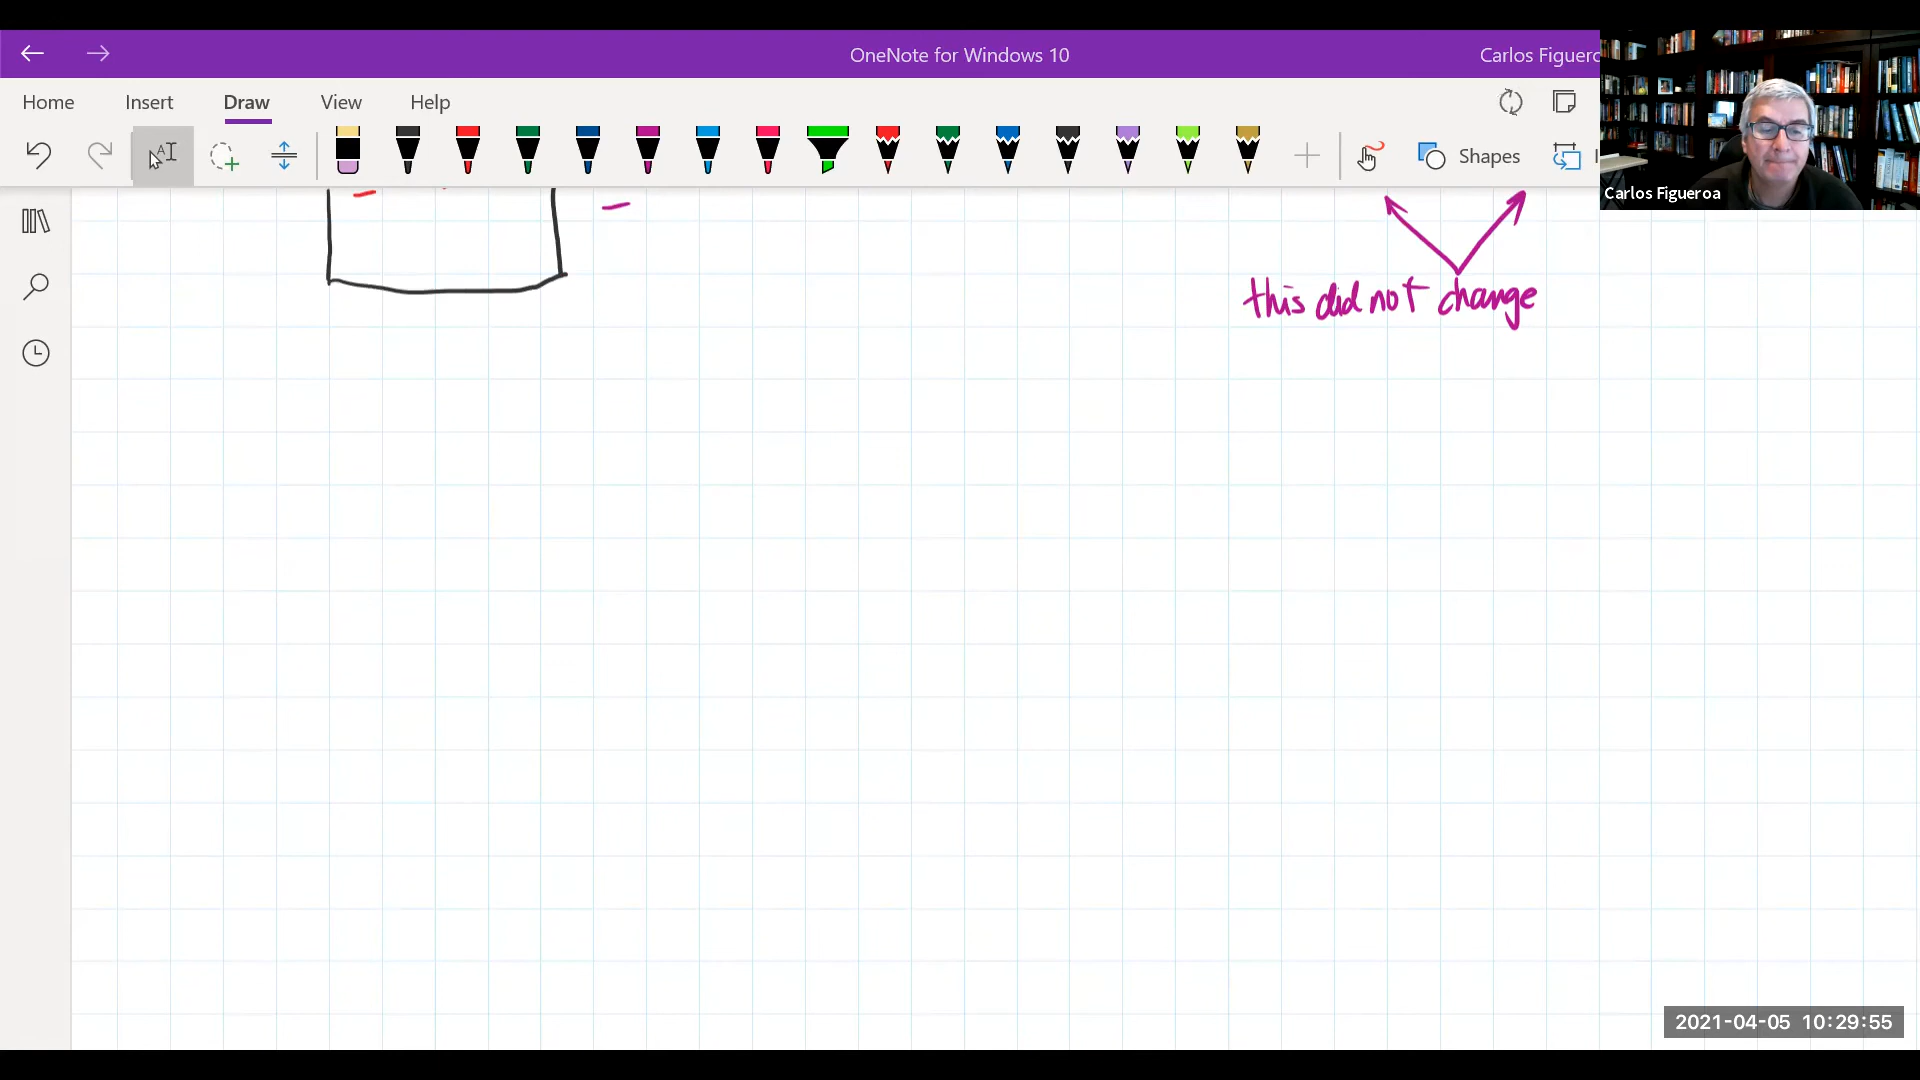 OneNote for Windows 10
Carlos Figuero
Home Insert Draw View Help
Shapes
Carlos Figueroa
this did not change
2021-04-05 10:29:55